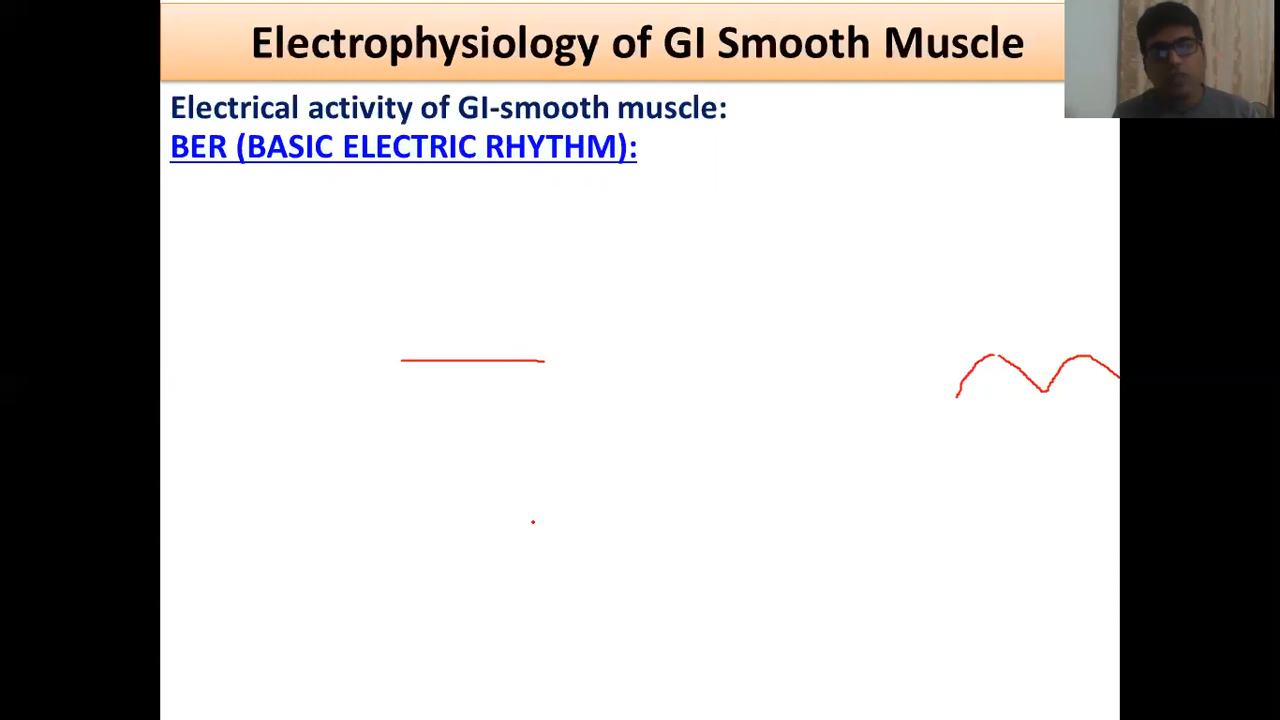 Electrophysiology of GI Smooth Muscle
Electrical activity of GI-smooth muscle:
BER (BASIC ELECTRIC RHYTHM):